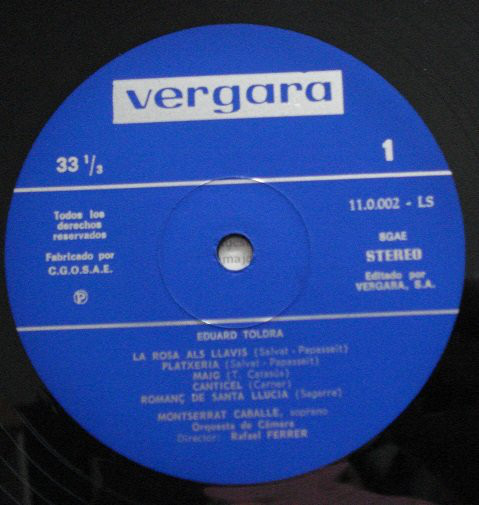 vergara
33 1/3
1
Todos los
derechos
reservados
Fabricado por
C.G.O.S.A.E.
P
11.0.002 - LS
SGAE
STEREO
Editado por
VERGARA, S.A.
EDUARD TOLDRA
LA ROSA ALS LLAVIS (Salvat - Papasseit)
PLATXERIA (Salvat - Papasseit)
MAIG (T. Catasús)
CANTICEL (Carner)
ROMANÇ DE SANTA LLUCIA (Sagarra)
MONTSERRAT CABALLE, soprano
Orquesta de Cámara
Director: Rafael FERRER